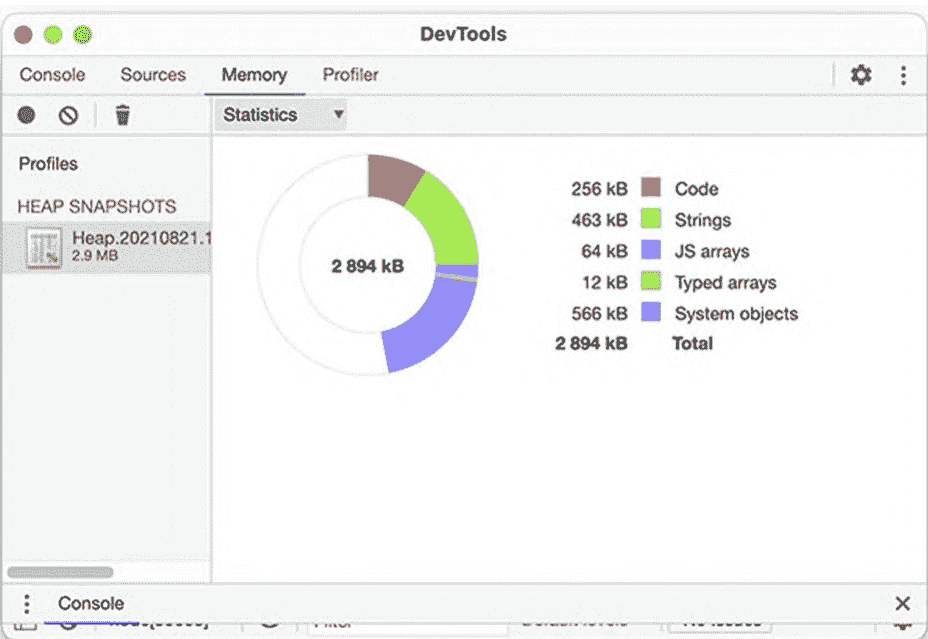 DevTools
Console Sources Memory Profiler
Statistics
Profiles
HEAP SNAPSHOTS
Heap.20210821.1
2.9 MB
2 894 kB
256 kB Code
463 kB Strings
64 kB JS arrays
12 kB Typed arrays
566 kB System objects
2 894 kB Total
Console